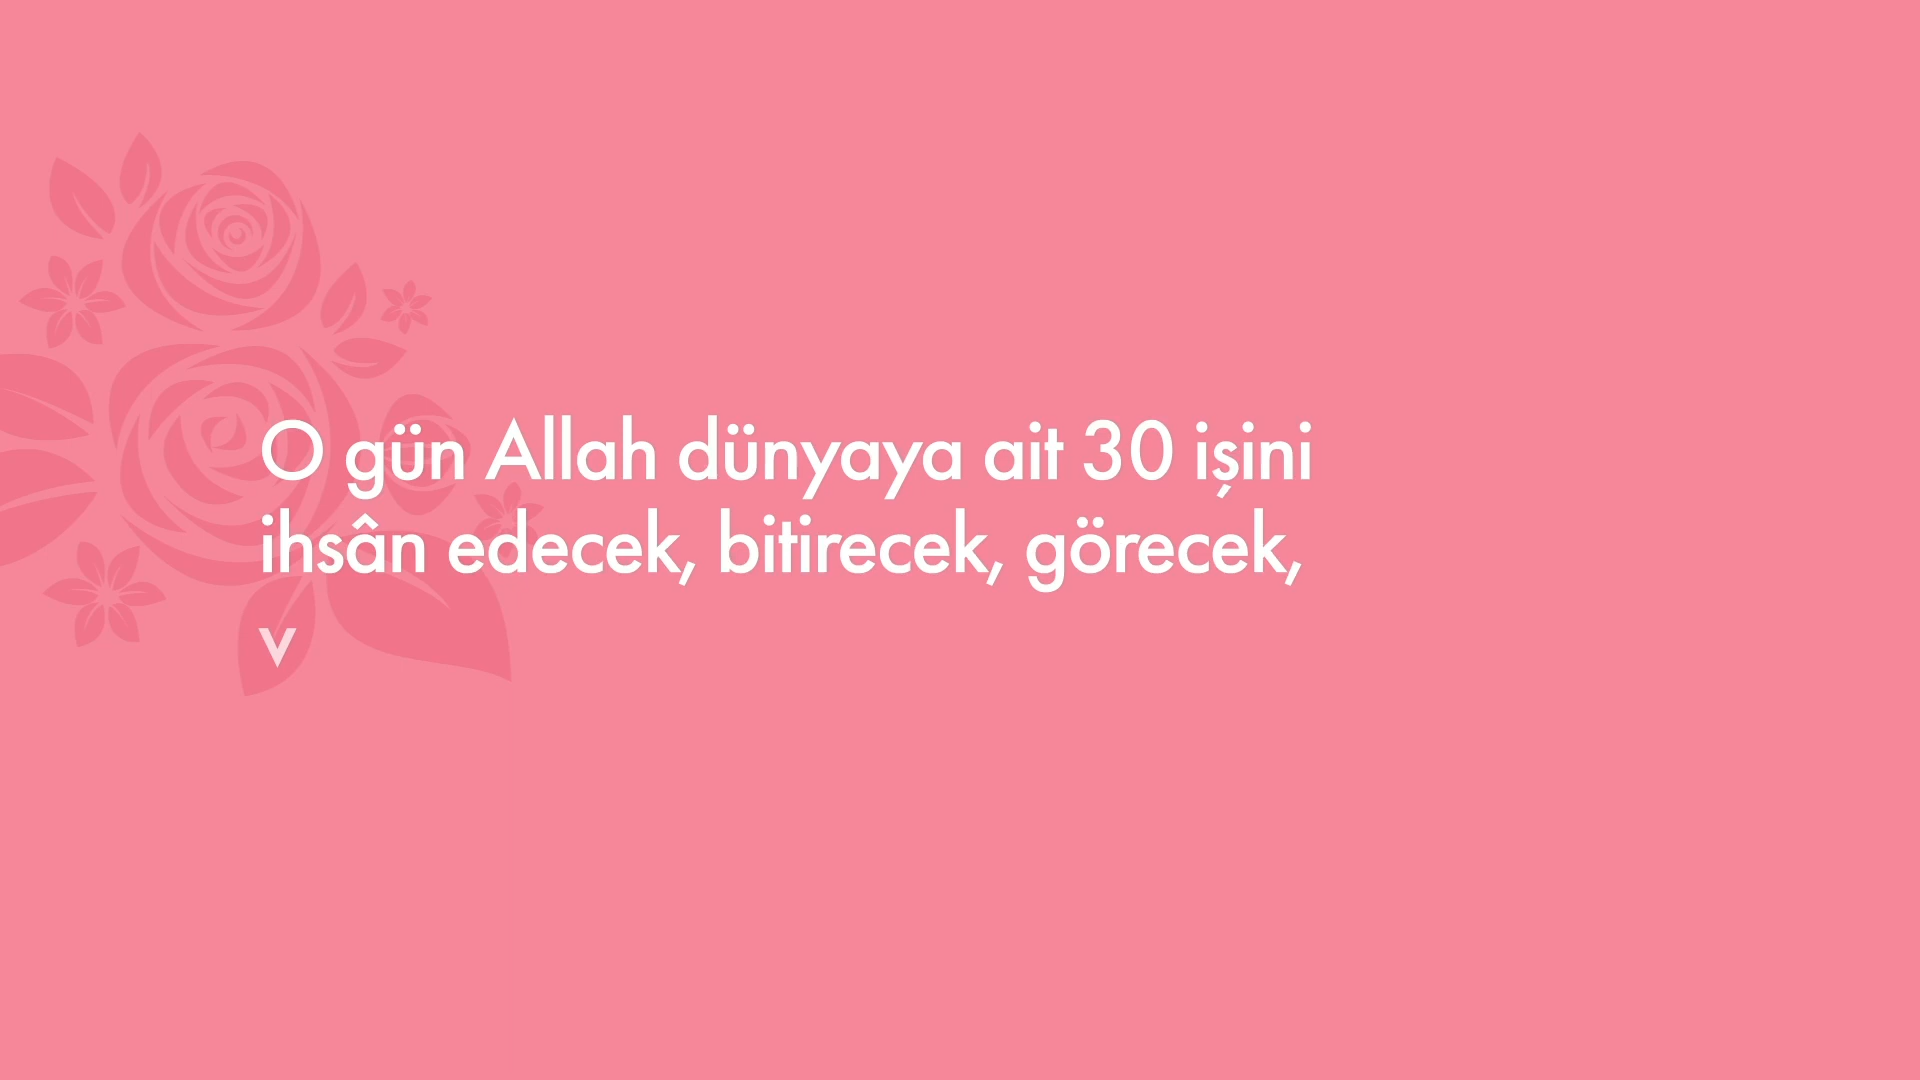 O gün Allah dünyaya ait 30 işini
ihsân edecek, bitirecek, görecek,
v